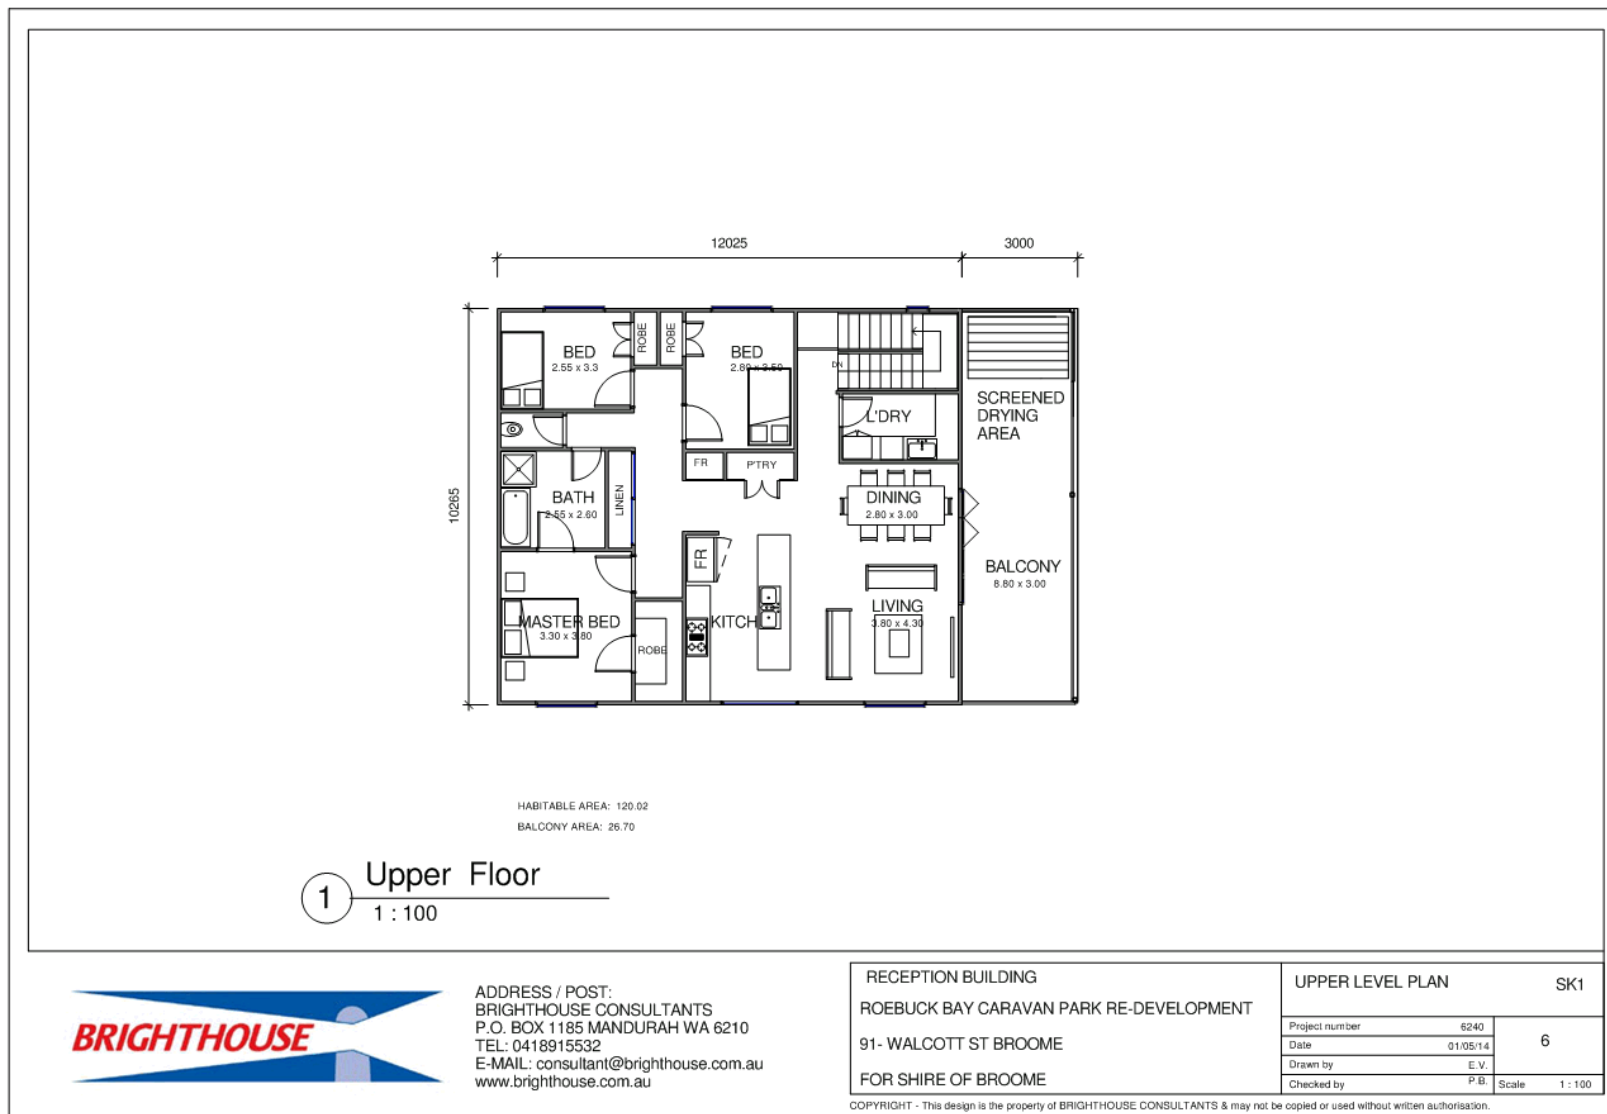 12025
3000
10265
BED
2.55 x 3.3
ROBE
ROBE
BED
2.80 x 3.50
DN
SCREENED
DRYING
AREA
L'DRY
FR
P'TRY
BATH
2.55 x 2.60
LINEN
DINING
2.80 x 3.00
FR
BALCONY
8.80 x 3.00
MASTER BED
3.30 x 3.80
ROBE
KITCH
LIVING
3.80 x 4.30
HABITABLE AREA: 120.02
BALCONY AREA: 26.70
1
Upper Floor
1 : 100
BRIGHTHOUSE
ADDRESS / POST:
BRIGHTHOUSE CONSULTANTS
P.O. BOX 1185 MANDURAH WA 6210
TEL: 0418915532
E-MAIL: consultant@brighthouse.com.au
www.brighthouse.com.au
RECEPTION BUILDING
ROEBUCK BAY CARAVAN PARK RE-DEVELOPMENT
91- WALCOTT ST BROOME
FOR SHIRE OF BROOME
UPPER LEVEL PLAN SK1
Project number 6240
Date 01/05/14
Drawn by E.V.
Checked by P.B.
6
Scale 1 : 100
COPYRIGHT - This design is the property of BRIGHTHOUSE CONSULTANTS & may not be copied or used without written authorisation.